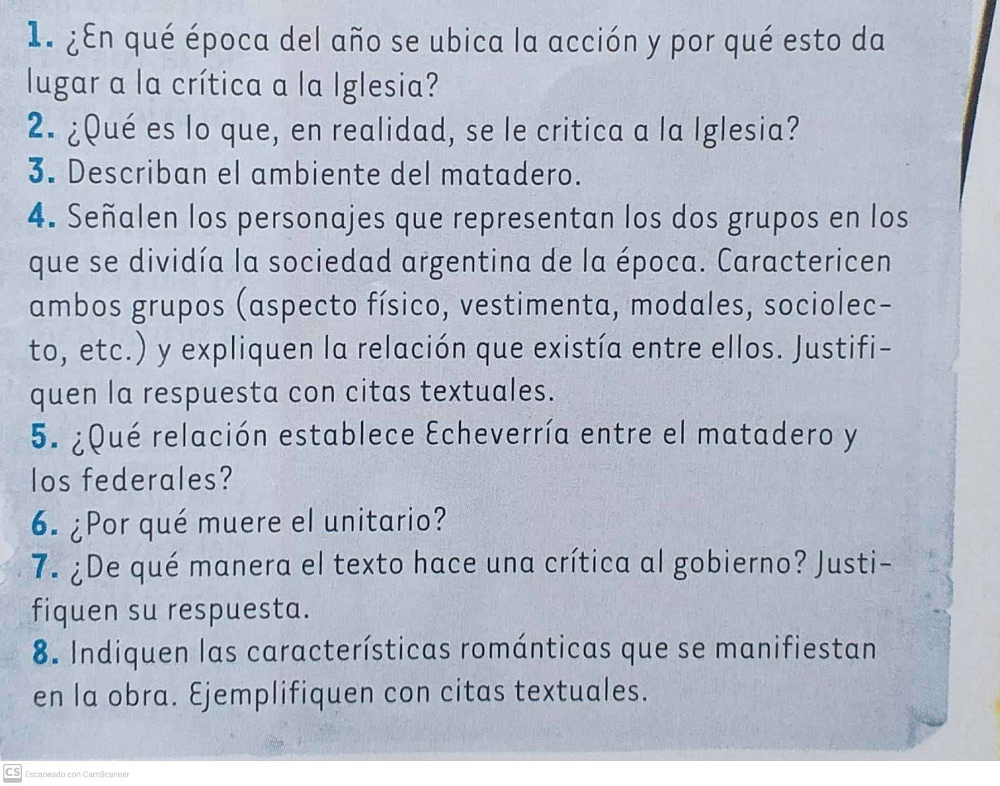 1. ¿En qué época del año se ubica la acción y por qué esto da
lugar a la crítica a la Iglesia?
2. ¿Qué es lo que, en realidad, se le critica a la Iglesia?
3. Describan el ambiente del matadero.
4. Señalen los personajes que representan los dos grupos en los
que se dividía la sociedad argentina de la época. Caractericen
ambos grupos (aspecto físico, vestimenta, modales, sociolec-
to, etc.) y expliquen la relación que existía entre ellos. Justifi-
quen la respuesta con citas textuales.
5. ¿Qué relación establece Echeverría entre el matadero y
los federales?
6. ¿Por qué muere el unitario?
7. ¿De qué manera el texto hace una crítica al gobierno? Justi-
fiquen su respuesta.
8. Indiquen las características románticas que se manifiestan
en la obra. Ejemplifiquen con citas textuales.
CS Escaneado con CamScanner